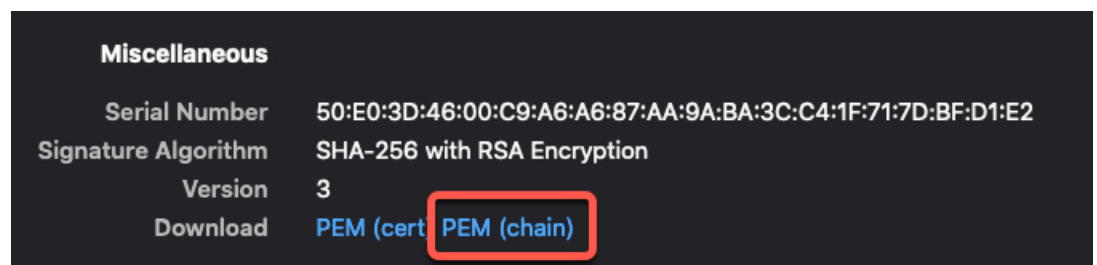 Miscellaneous
Serial Number 50:E0:3D:46:00:C9:A6:A6:87:AA:9A:BA:3C:C4:1F:71:7D:BF:D1:E2
Signature Algorithm SHA-256 with RSA Encryption
Version 3
Download PEM (cert) PEM (chain)